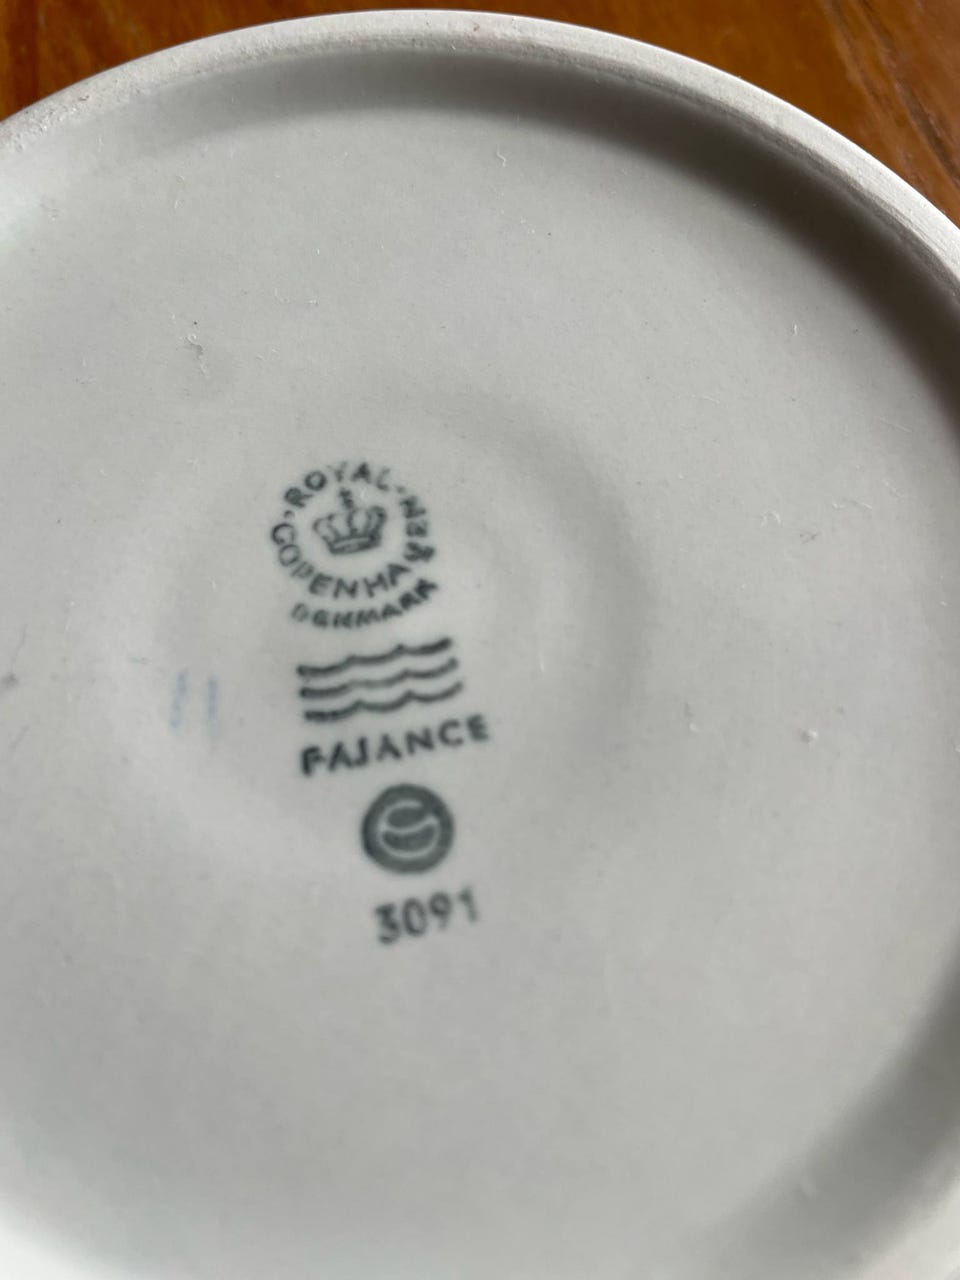 ROYAL
COPENHAGEN
DENMARK
FAJANCE
3091